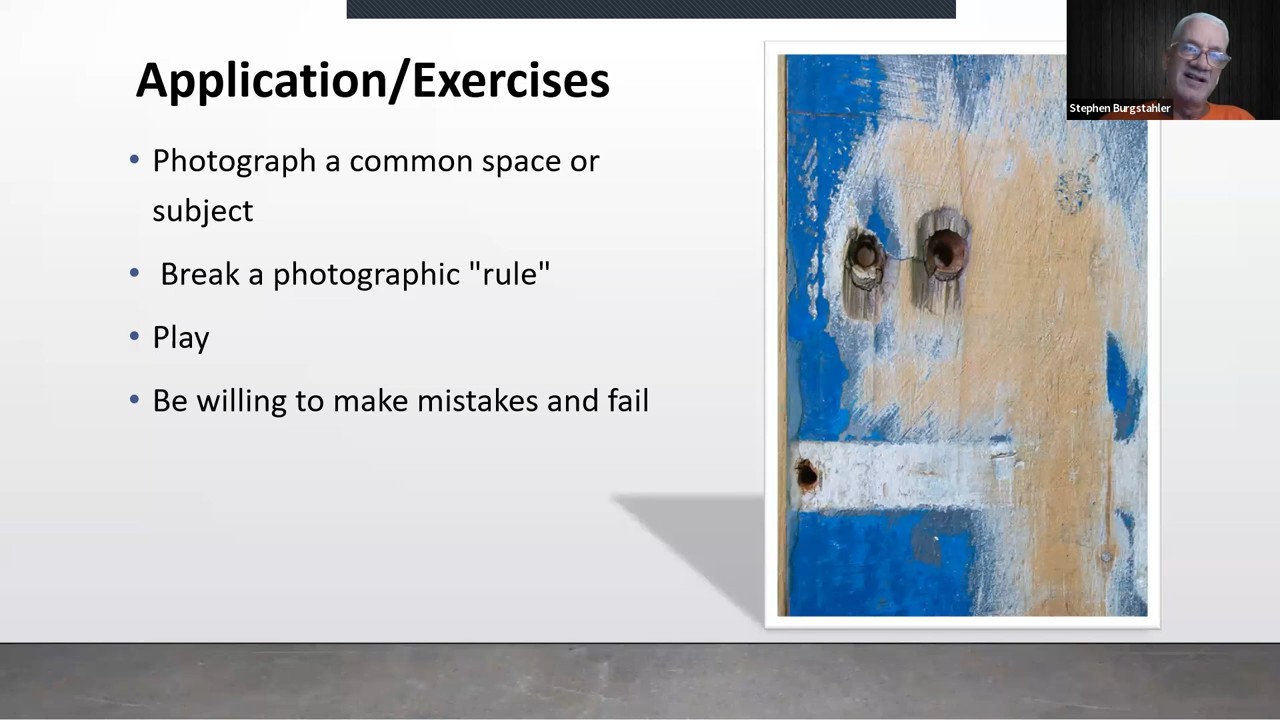 Application/Exercises
• Photograph a common space or
subject
• Break a photographic "rule"
• Play
• Be willing to make mistakes and fail
Stephen Burgstahler